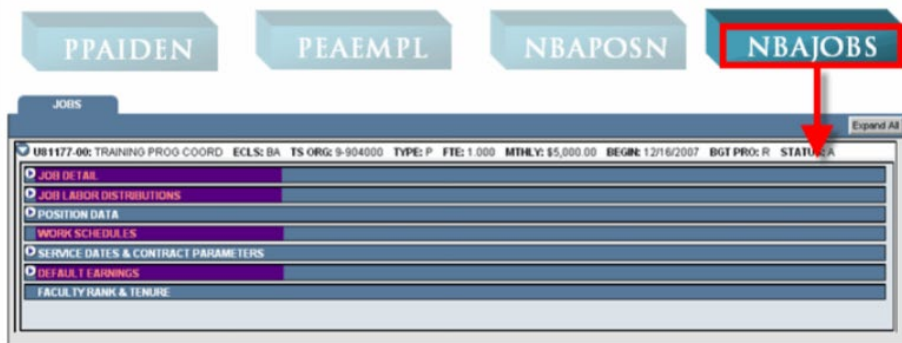 PPAIDEN PEAEMPL NBAPOSN NBAJOBS
JOBS
Expand All
U81177-00: TRAINING PROG COORD ECLS: BA TS ORG: 9-904000 TYPE: P FTE: 1.000 MTHLY: $5,000.00 BEGIN: 12/16/2007 BGT PRO: R STATUS: A
JOB DETAIL
JOB LABOR DISTRIBUTIONS
POSITION DATA
WORK SCHEDULES
SERVICE DATES & CONTRACT PARAMETERS
DEFAULT EARNINGS
FACULTY RANK & TENURE